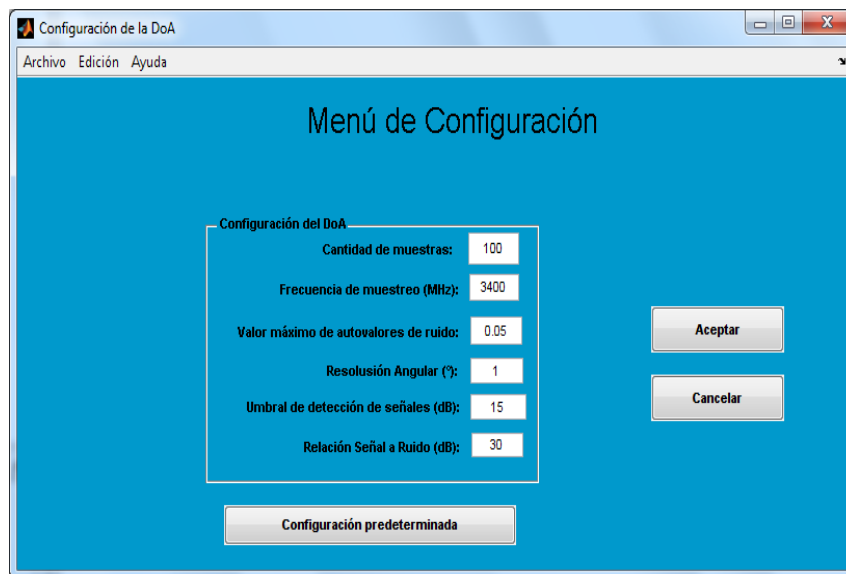 Configuración de la DoA
Archivo Edición Ayuda
Menú de Configuración
Configuración del DoA
Cantidad de muestras: 100
Frecuencia de muestreo (MHz): 3400
Valor máximo de autovalores de ruido: 0.05
Resolusión Angular (º): 1
Umbral de detección de señales (dB): 15
Relación Señal a Ruido (dB): 30
Aceptar
Cancelar
Configuración predeterminada